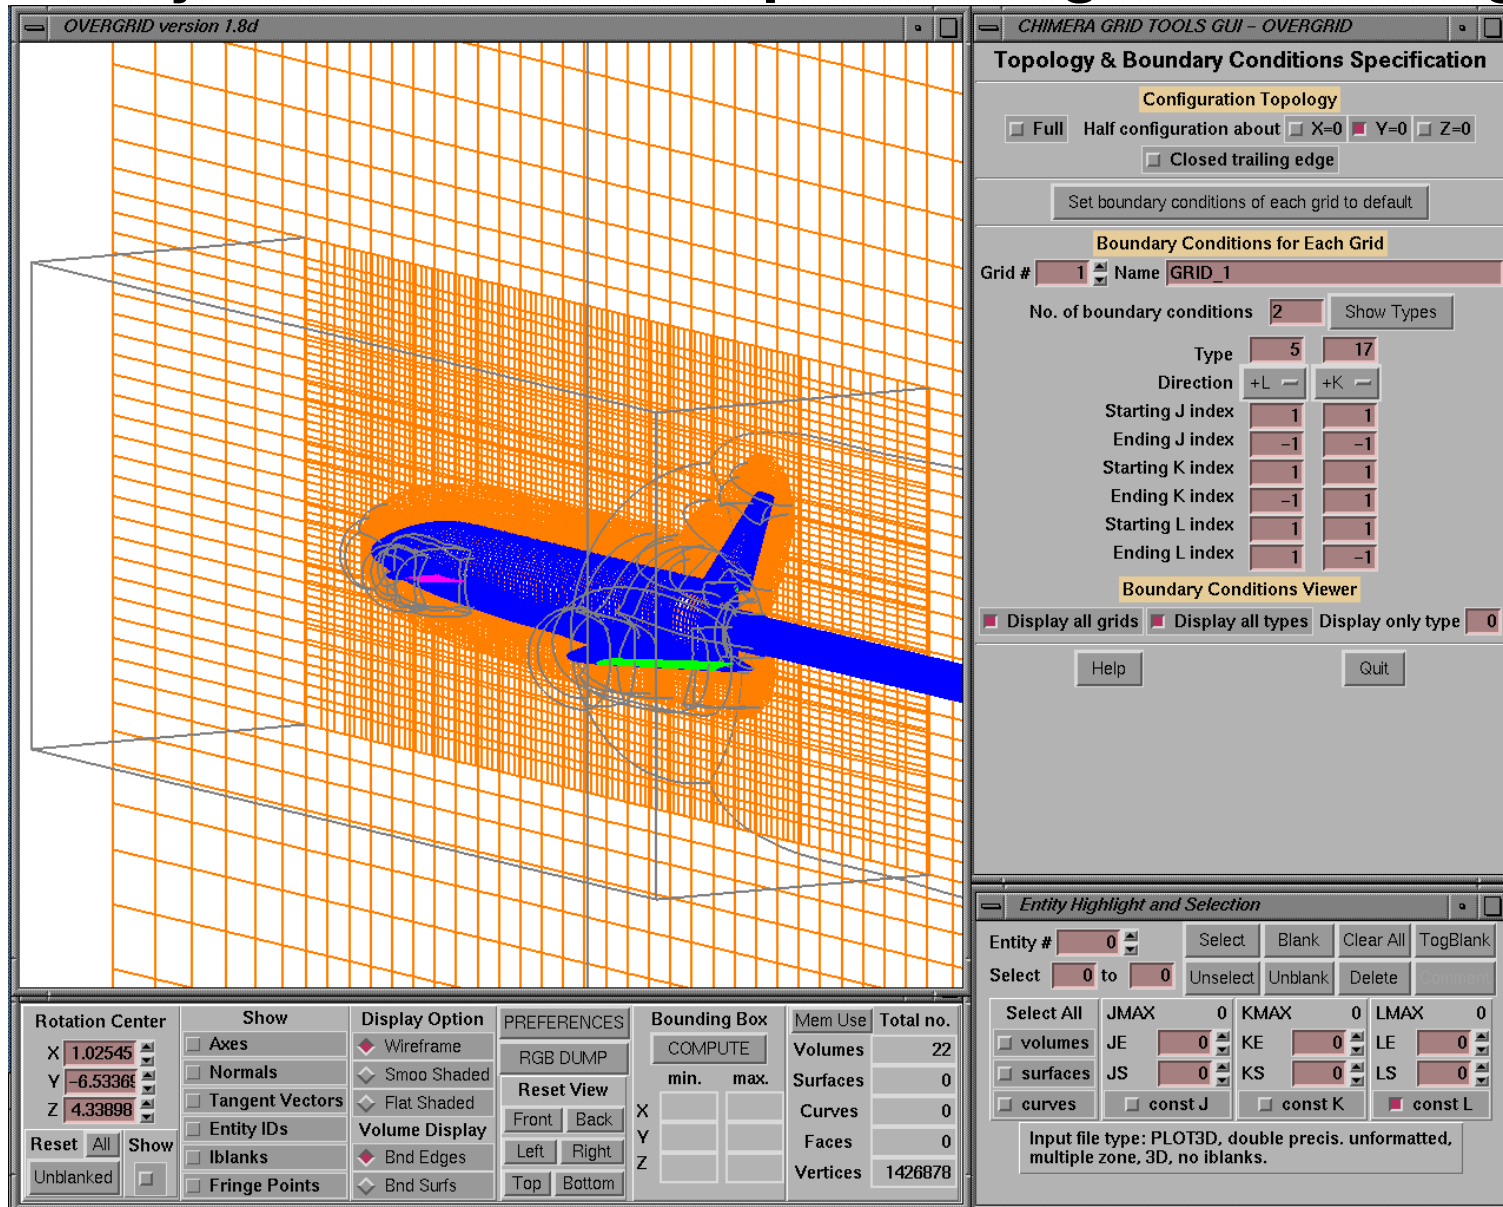 OVERGRID version 1.8d
CHIMERA GRID TOOLS GUI – OVERGRID
Topology & Boundary Conditions Specification
Configuration Topology
Full Half configuration about X=0 Y=0 Z=0
Closed trailing edge
Set boundary conditions of each grid to default
Boundary Conditions for Each Grid
Grid # 1 Name GRID_1
No. of boundary conditions 2 Show Types
Type 5 17
Direction +L +K
Starting J index 1 1
Ending J index −1 −1
Starting K index 1 1
Ending K index −1 1
Starting L index 1 1
Ending L index 1 −1
Boundary Conditions Viewer
Display all grids Display all types Display only type 0
Help Quit
Entity Highlight and Selection
Entity # 0 Select Blank Clear All TogBlank
Select 0 to 0 Unselect Unblank Delete Comment
Select All JMAX 0 KMAX 0 LMAX 0
volumes JE 0 KE 0 LE 0
surfaces JS 0 KS 0 LS 0
curves const J const K const L
Input file type: PLOT3D, double precis. unformatted,
multiple zone, 3D, no iblanks.
Rotation Center
X 1.02545
Y −6.5336
Z 4.33898
Reset All Show
Unblanked
Show
Axes
Normals
Tangent Vectors
Entity IDs
Iblanks
Fringe Points
Display Option
Wireframe
Smoo Shaded
Flat Shaded
Volume Display
Bnd Edges
Bnd Surfs
PREFERENCES
RGB DUMP
Reset View
Front Back
Left Right
Top Bottom
Bounding Box
COMPUTE
min. max.
X
Y
Z
Mem Use Total no.
Volumes 22
Surfaces 0
Curves 0
Faces 0
Vertices 1426878